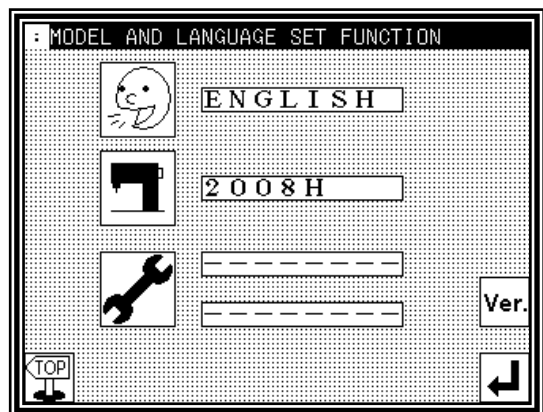 : MODEL AND LANGUAGE SET FUNCTION
ENGLISH
2008H
--------
--------
Ver.
TOP